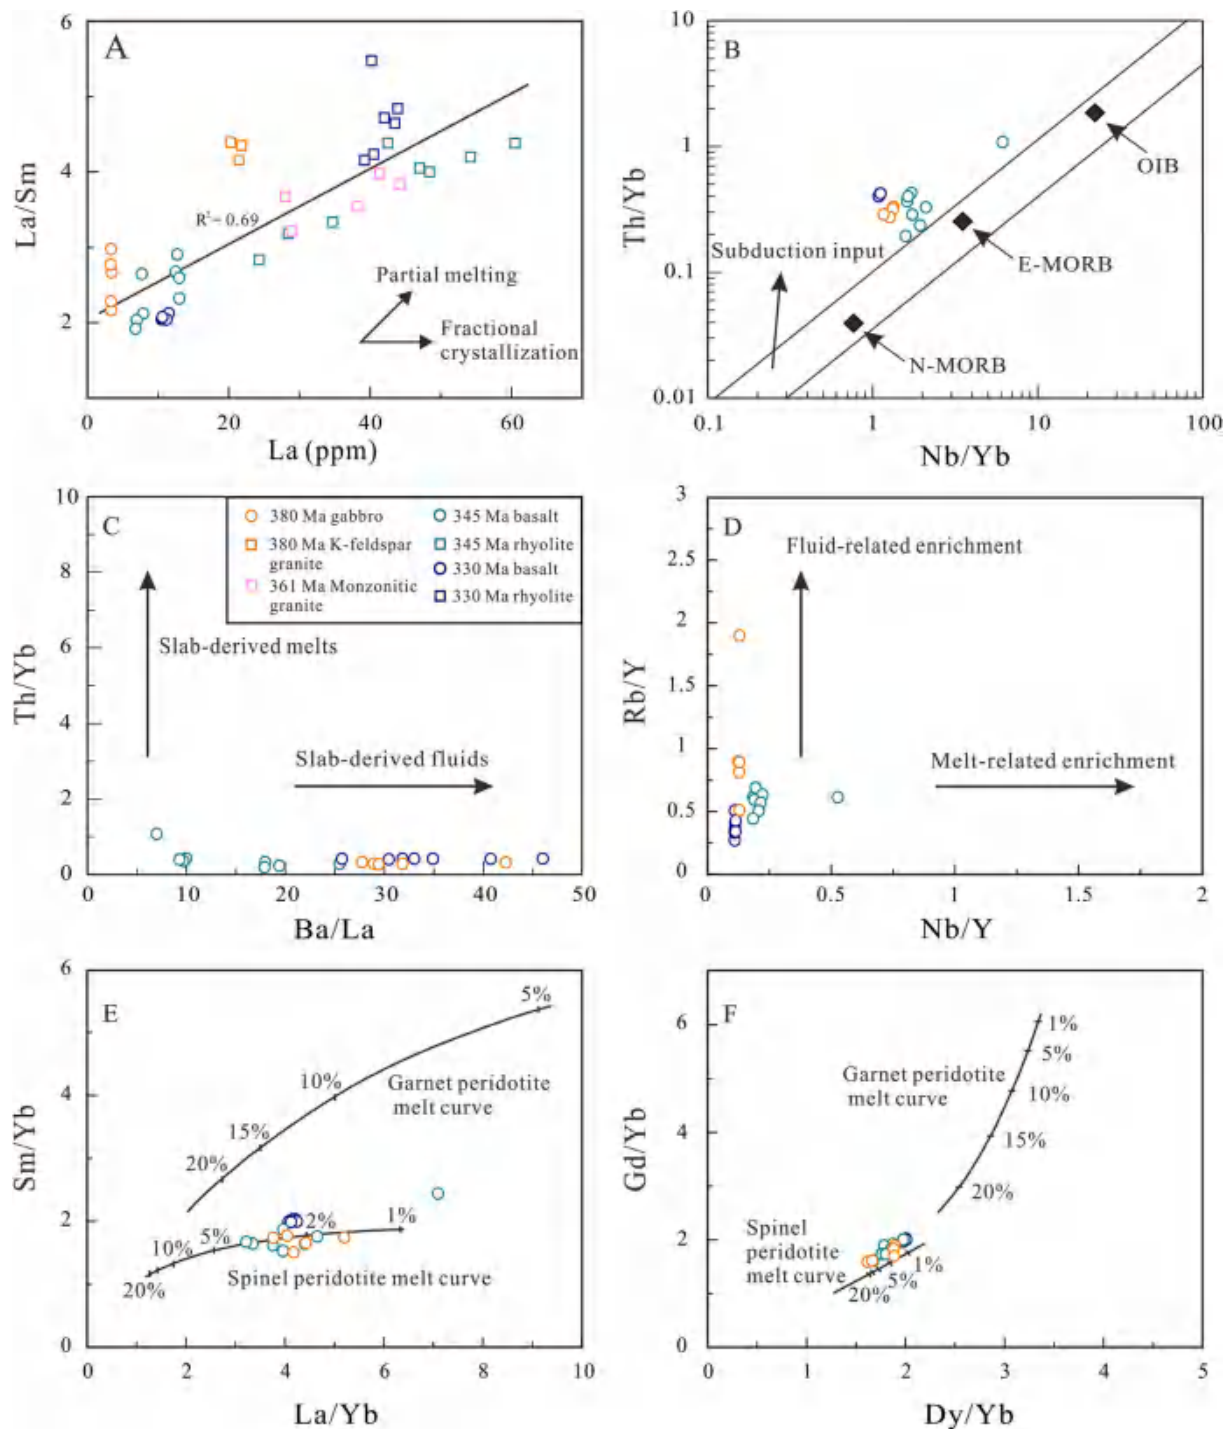 A
6
4
2
La/Sm
R²= 0.69
Partial melting
Fractional
crystallization
20
40
60
La (ppm)
B
10
1
0.1
0.01
Th/Yb
Subduction input
OIB
E-MORB
N-MORB
0.1
1
10
100
Nb/Yb
C
10
8
6
4
2
0
Th/Yb
380 Ma gabbro
380 Ma K-feldspar
granite
361 Ma Monzonitic
granite
345 Ma basalt
345 Ma rhyolite
330 Ma basalt
330 Ma rhyolite
Slab-derived melts
Slab-derived fluids
0
10
20
30
40
50
Ba/La
D
3
2.5
2
1.5
1
0.5
0
Rb/Y
Fluid-related enrichment
Melt-related enrichment
0
0.5
1
1.5
2
Nb/Y
E
6
4
2
0
Sm/Yb
5%
10%
15%
20%
Garnet peridotite
melt curve
1%
2%
5%
10%
20%
Spinel peridotite melt curve
0
2
4
6
8
10
La/Yb
F
6
4
2
0
Gd/Yb
1%
5%
10%
15%
20%
Garnet peridotite
melt curve
Spinel
peridotite
melt curve
1%
5%
20%
0
1
2
3
4
5
Dy/Yb